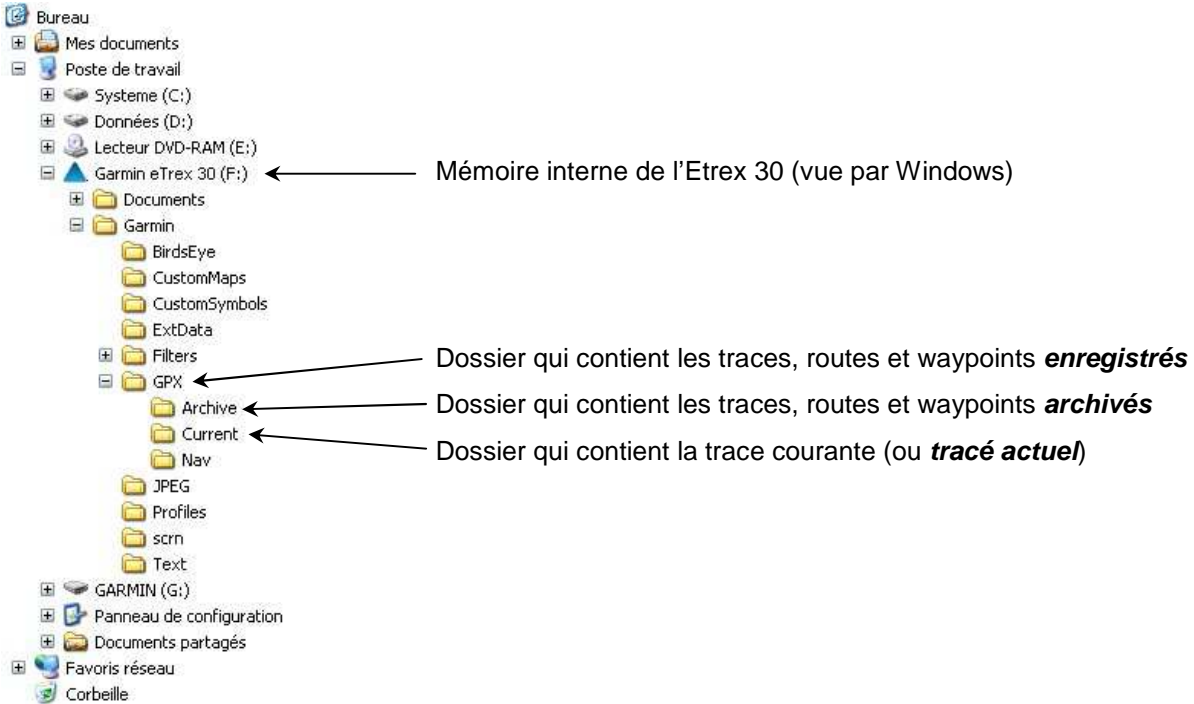 Bureau
Mes documents
Poste de travail
Systeme (C:)
Données (D:)
Lecteur DVD-RAM (E:)
Garmin eTrex 30 (F:)
Mémoire interne de l'Etrex 30 (vue par Windows)
Documents
Garmin
BirdsEye
CustomMaps
CustomSymbols
ExtData
Filters
Dossier qui contient les traces, routes et waypoints enregistrés
GPX
Archive
Dossier qui contient les traces, routes et waypoints archivés
Current
Dossier qui contient la trace courante (ou tracé actuel)
Nav
JPEG
Profiles
scrn
Text
GARMIN (G:)
Panneau de configuration
Documents partagés
Favoris réseau
Corbeille